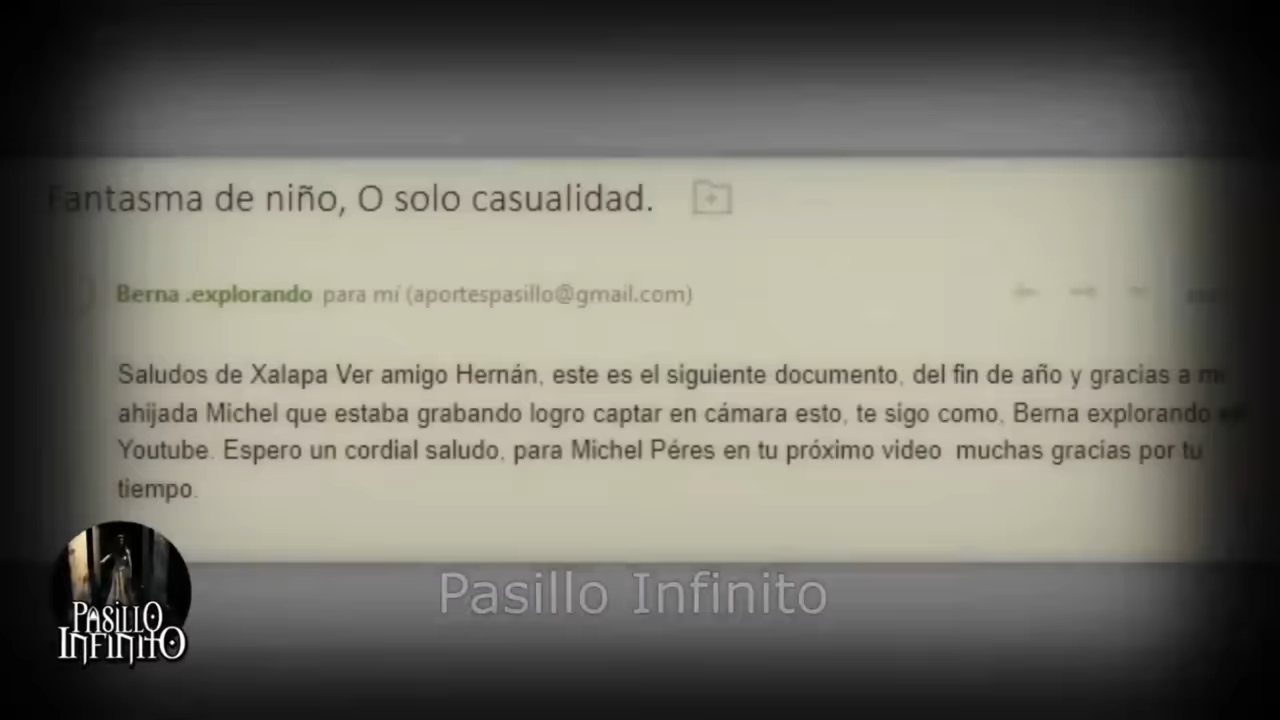 Fantasma de niño, O solo casualidad.
Berna .explorando para mí (aportespasillo@gmail.com)
Saludos de Xalapa Ver amigo Hernán, este es el siguiente documento, del fin de año y gracias a mi
ahijada Michel que estaba grabando logro captar en cámara esto, te sigo como, Berna explorando en
Youtube. Espero un cordial saludo, para Michel Péres en tu próximo video muchas gracias por tu
tiempo.
Pasillo Infinito
PASILLO
INFINITO